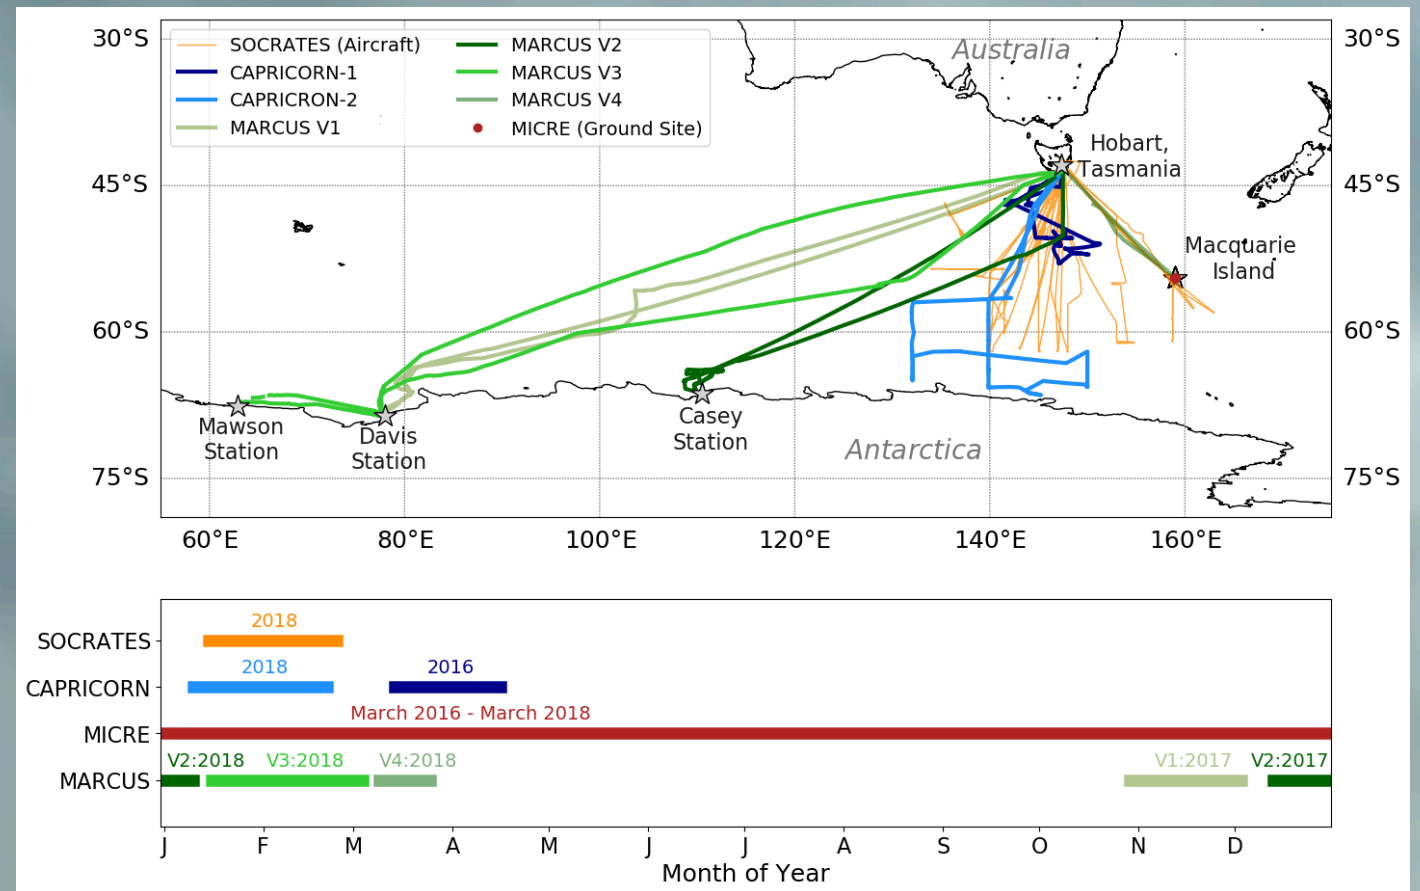 30°S
30°S
SOCRATES (Aircraft)
MARCUS V2
CAPRICORN-1
MARCUS V3
CAPRICRON-2
MARCUS V4
MARCUS V1
MICRE (Ground Site)
Australia
Hobart,
Tasmania
45°S
45°S
Macquarie
Island
60°S
60°S
Mawson
Station
Davis
Station
Casey
Station
Antarctica
75°S
75°S
60°E
80°E
100°E
120°E
140°E
160°E
2018
SOCRATES
2018
2016
CAPRICORN
March 2016 - March 2018
MICRE
V2:2018
V3:2018
V4:2018
V1:2017
V2:2017
MARCUS
J
F
M
A
M
J
J
A
S
O
N
D
Month of Year